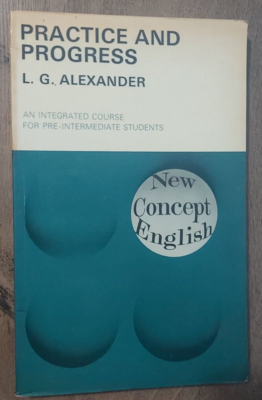 PRACTICE AND
PROGRESS
L. G. ALEXANDER
AN INTEGRATED COURSE
FOR PRE-INTERMEDIATE STUDENTS
New
Concept
English